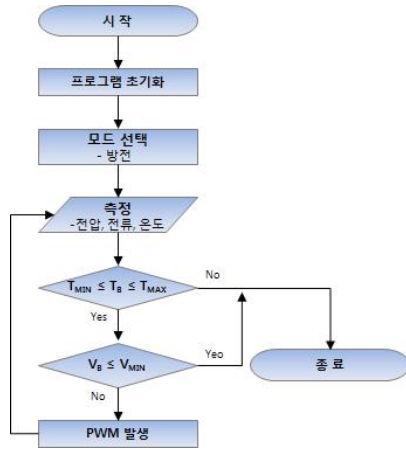 시 작
프로그램 초기화
모드 선택
- 방전
측정
-전압, 전류, 온도
T_MIN ≤ T_B ≤ T_MAX
No
Yes
V_B ≤ V_MIN
Yeo
종 료
No
PWM 발생